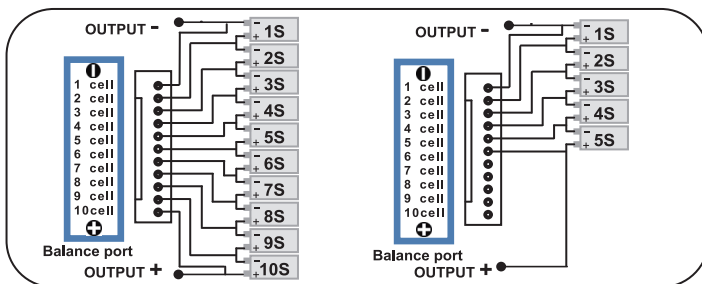 OUTPUT -
- + 1S
- + 2S
- + 3S
- + 4S
- + 5S
- + 6S
- + 7S
- + 8S
- + 9S
- + 10S
1 cell
2 cell
3 cell
4 cell
5 cell
6 cell
7 cell
8 cell
9 cell
10cell
Balance port
OUTPUT +
OUTPUT -
- + 1S
- + 2S
- + 3S
- + 4S
- + 5S
1 cell
2 cell
3 cell
4 cell
5 cell
6 cell
7 cell
8 cell
9 cell
10cell
Balance port
OUTPUT +